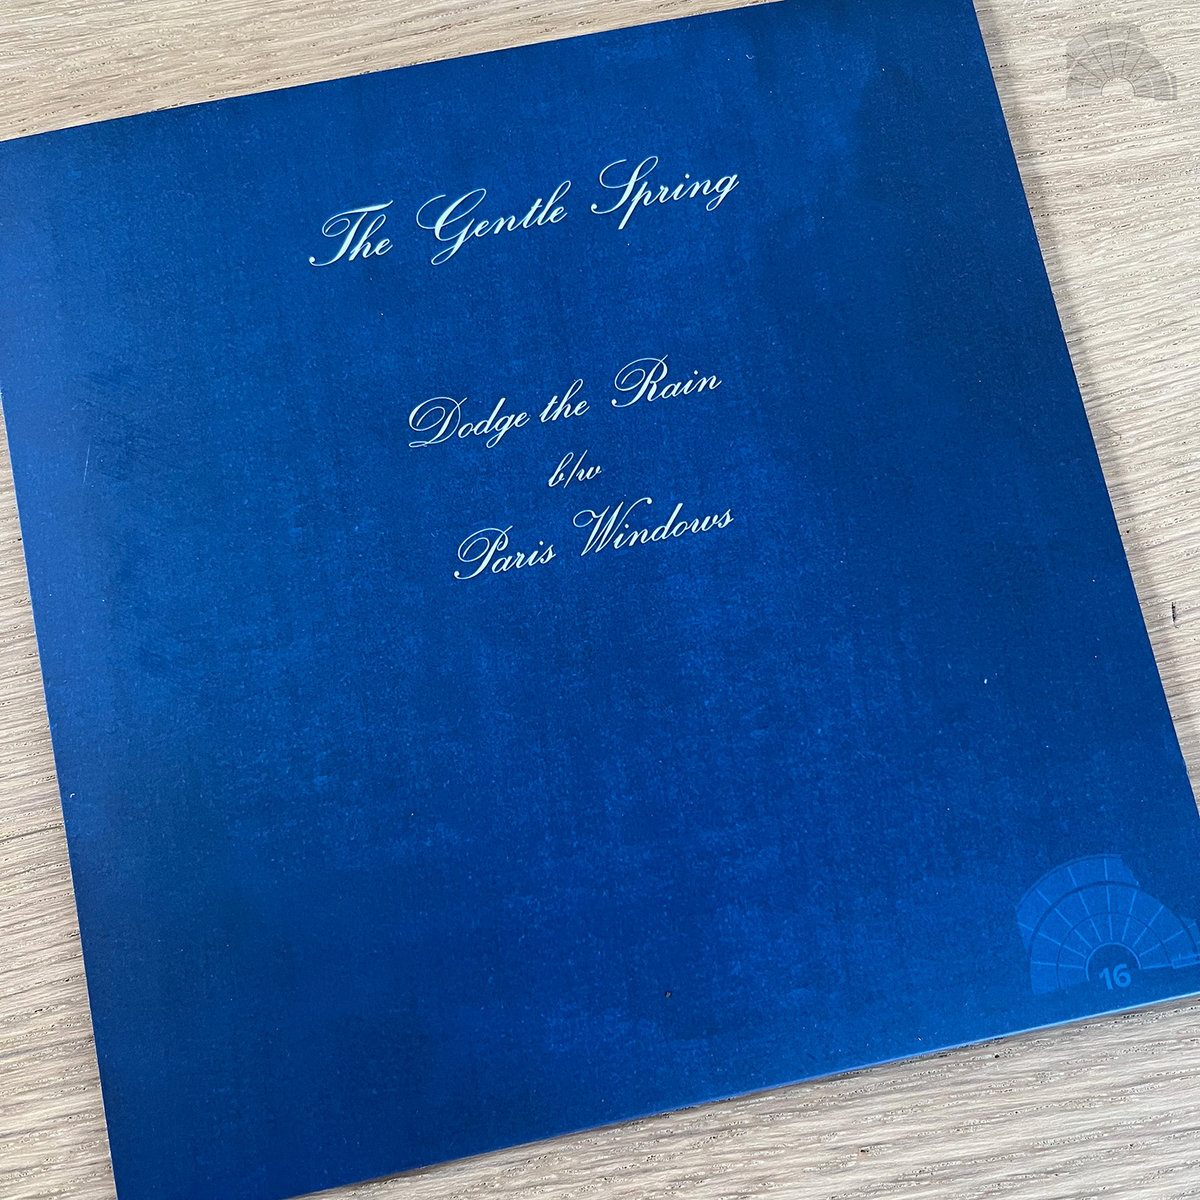 The Gentle Spring
Dodge the Rain
b/w
Paris Windows
16